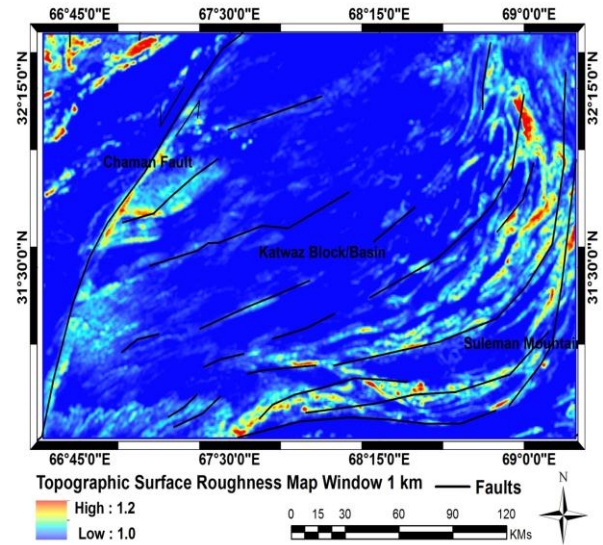 66°45'0"E 67°30'0"E 68°15'0"E 69°0'0"E
32°15'0"N
32°15'0"N
Chaman Fault
Katwaz Block/Basin
31°30'0"N
31°30'0"N
Suleman Mountain
66°45'0"E 67°30'0"E 68°15'0"E 69°0'0"E
Topographic Surface Roughness Map Window 1 km
Faults
High : 1.2
Low : 1.0
N
0 15 30 60 90 120
KMs